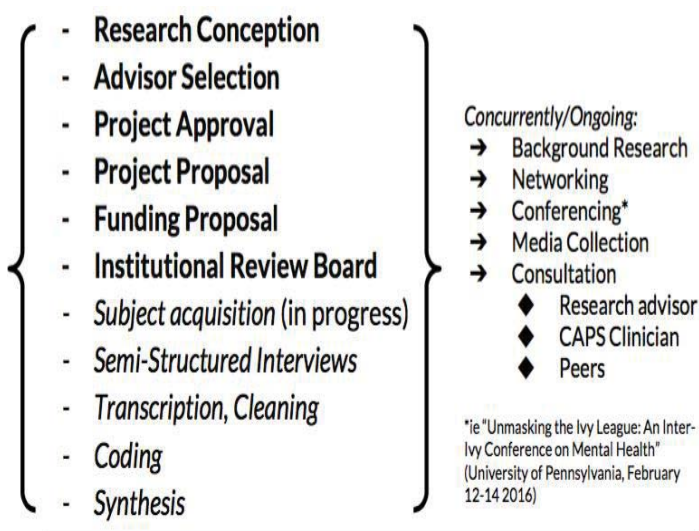 - Research Conception
- Advisor Selection
- Project Approval
- Project Proposal
- Funding Proposal
- Institutional Review Board
- Subject acquisition (in progress)
- Semi-Structured Interviews
- Transcription, Cleaning
- Coding
- Synthesis
Concurrently/Ongoing:
➔ Background Research
➔ Networking
➔ Conferencing*
➔ Media Collection
➔ Consultation
◆ Research advisor
◆ CAPS Clinician
◆ Peers
*ie "Unmasking the Ivy League: An Inter-
Ivy Conference on Mental Health"
(University of Pennsylvania, February
12-14 2016)